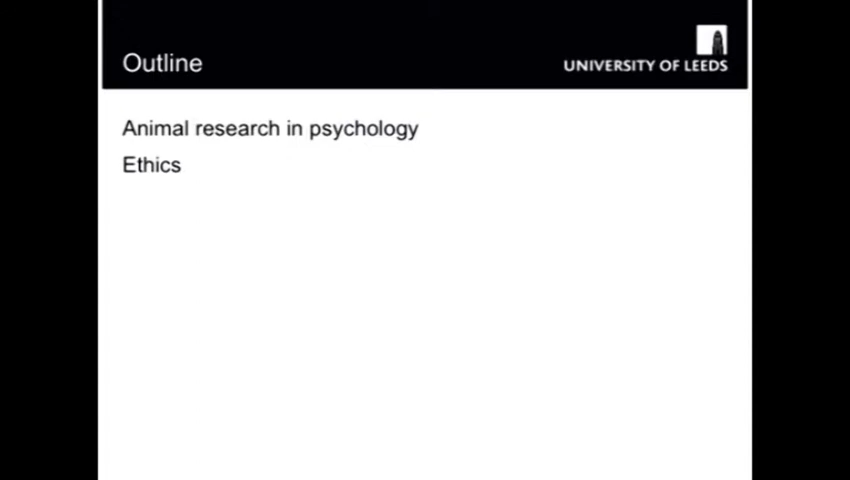 Outline
UNIVERSITY OF LEEDS
Animal research in psychology
Ethics